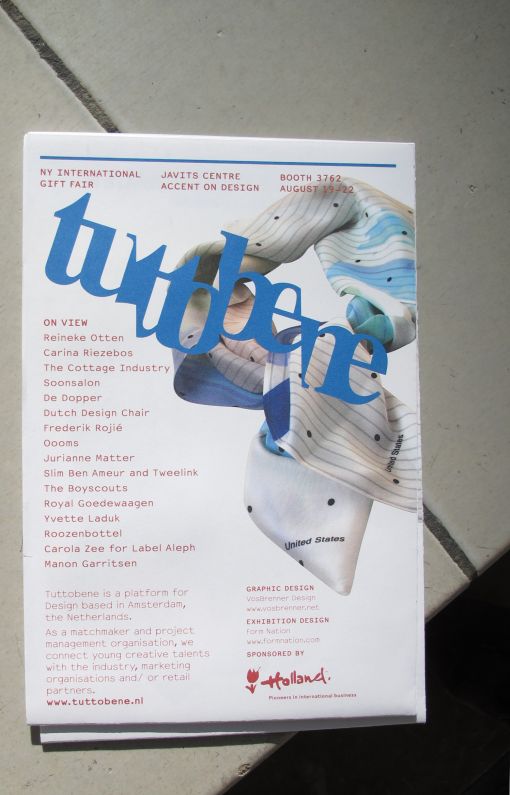 NY INTERNATIONAL
GIFT FAIR
JAVITS CENTRE
ACCENT ON DESIGN
BOOTH 3762
AUGUST 19-22
tuttobene
ON VIEW
Reineke Otten
Carina Riezebos
The Cottage Industry
Soonsalon
De Dopper
Dutch Design Chair
Frederik Rojié
Oooms
Jurianne Matter
Slim Ben Ameur and Tweelink
The Boyscouts
Royal Goedewaagen
Yvette Laduk
Roozenbottel
Carola Zee for Label Aleph
Manon Garritsen
United States
United States
Tuttobene is a platform for
Design based in Amsterdam,
the Netherlands.
As a matchmaker and project
management organisation, we
connect young creative talents
with the industry, marketing
organisations and/ or retail
partners.
www.tuttobene.nl
GRAPHIC DESIGN
VosBrenner Design
www.vosbrenner.net
EXHIBITION DESIGN
Form Nation
www.formnation.com
SPONSORED BY
Holland.
Pioneers in international business